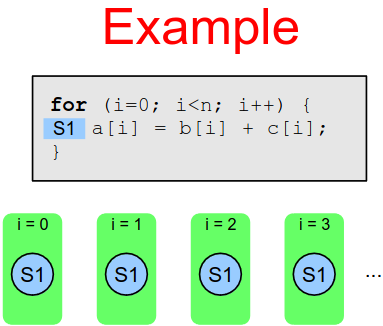 Example
for (i=0; i<n; i++) {
S1 a[i] = b[i] + c[i];
}
i = 0 i = 1 i = 2 i = 3
S1 S1 S1 S1 ...